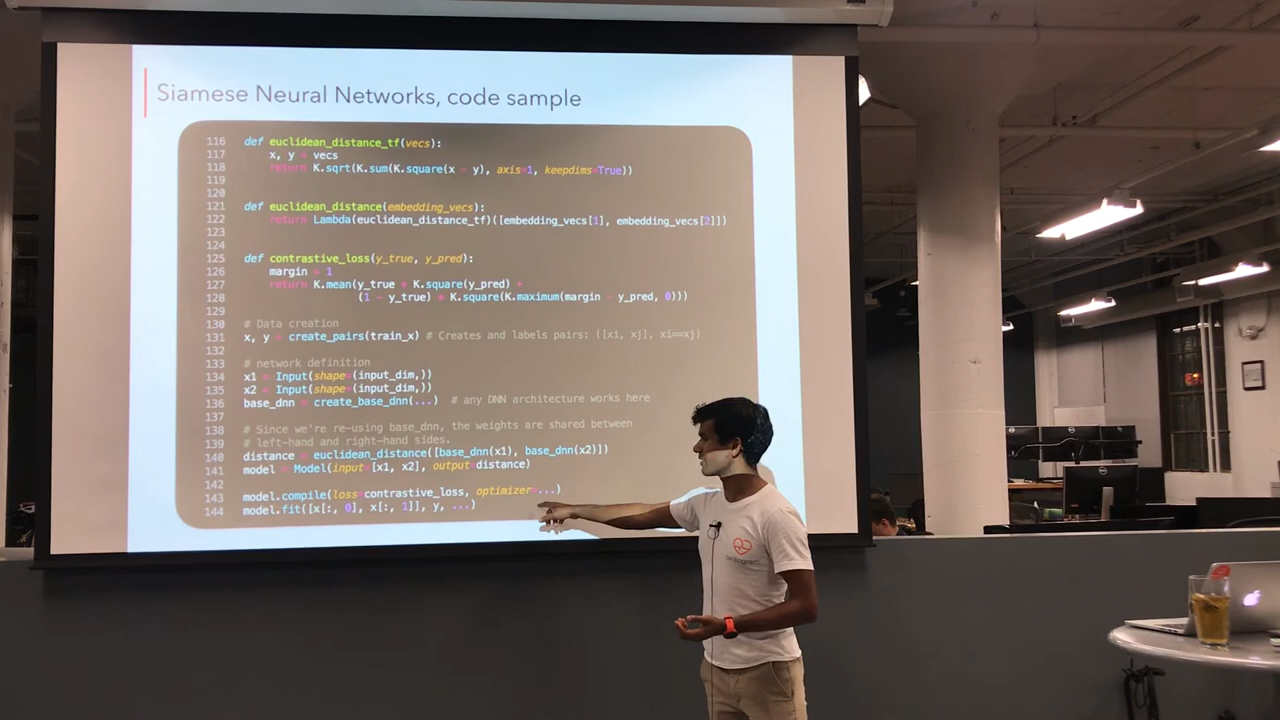 Siamese Neural Networks, code sample
116 def euclidean_distance_tf(vecs):
117 x, y = vecs
118 return K.sqrt(K.sum(K.square(x - y), axis=1, keepdims=True))
119
120
121 def euclidean_distance(embedding_vecs):
122 return Lambda(euclidean_distance_tf)([embedding_vecs[1], embedding_vecs[2]])
123
124
125 def contrastive_loss(y_true, y_pred):
126 margin = 1
127 return K.mean(y_true * K.square(y_pred) +
128 (1 - y_true) * K.square(K.maximum(margin - y_pred, 0)))
129
130 # Data creation
131 x, y = create_pairs(train_x) # Creates and labels pairs: ([xi, xj], xi==xj)
132
133 # network definition
134 x1 = Input(shape=(input_dim,))
135 x2 = Input(shape=(input_dim,))
136 base_dnn = create_base_dnn(...) # any DNN architecture works here
137
138 # Since we're re-using base_dnn, the weights are shared between
139 # left-hand and right-hand sides.
140 distance = euclidean_distance([base_dnn(x1), base_dnn(x2)])
141 model = Model(input=[x1, x2], output=distance)
142
143 model.compile(loss=contrastive_loss, optimizer=...)
144 model.fit([x[:, 0], x[:, 1]], y, ...)